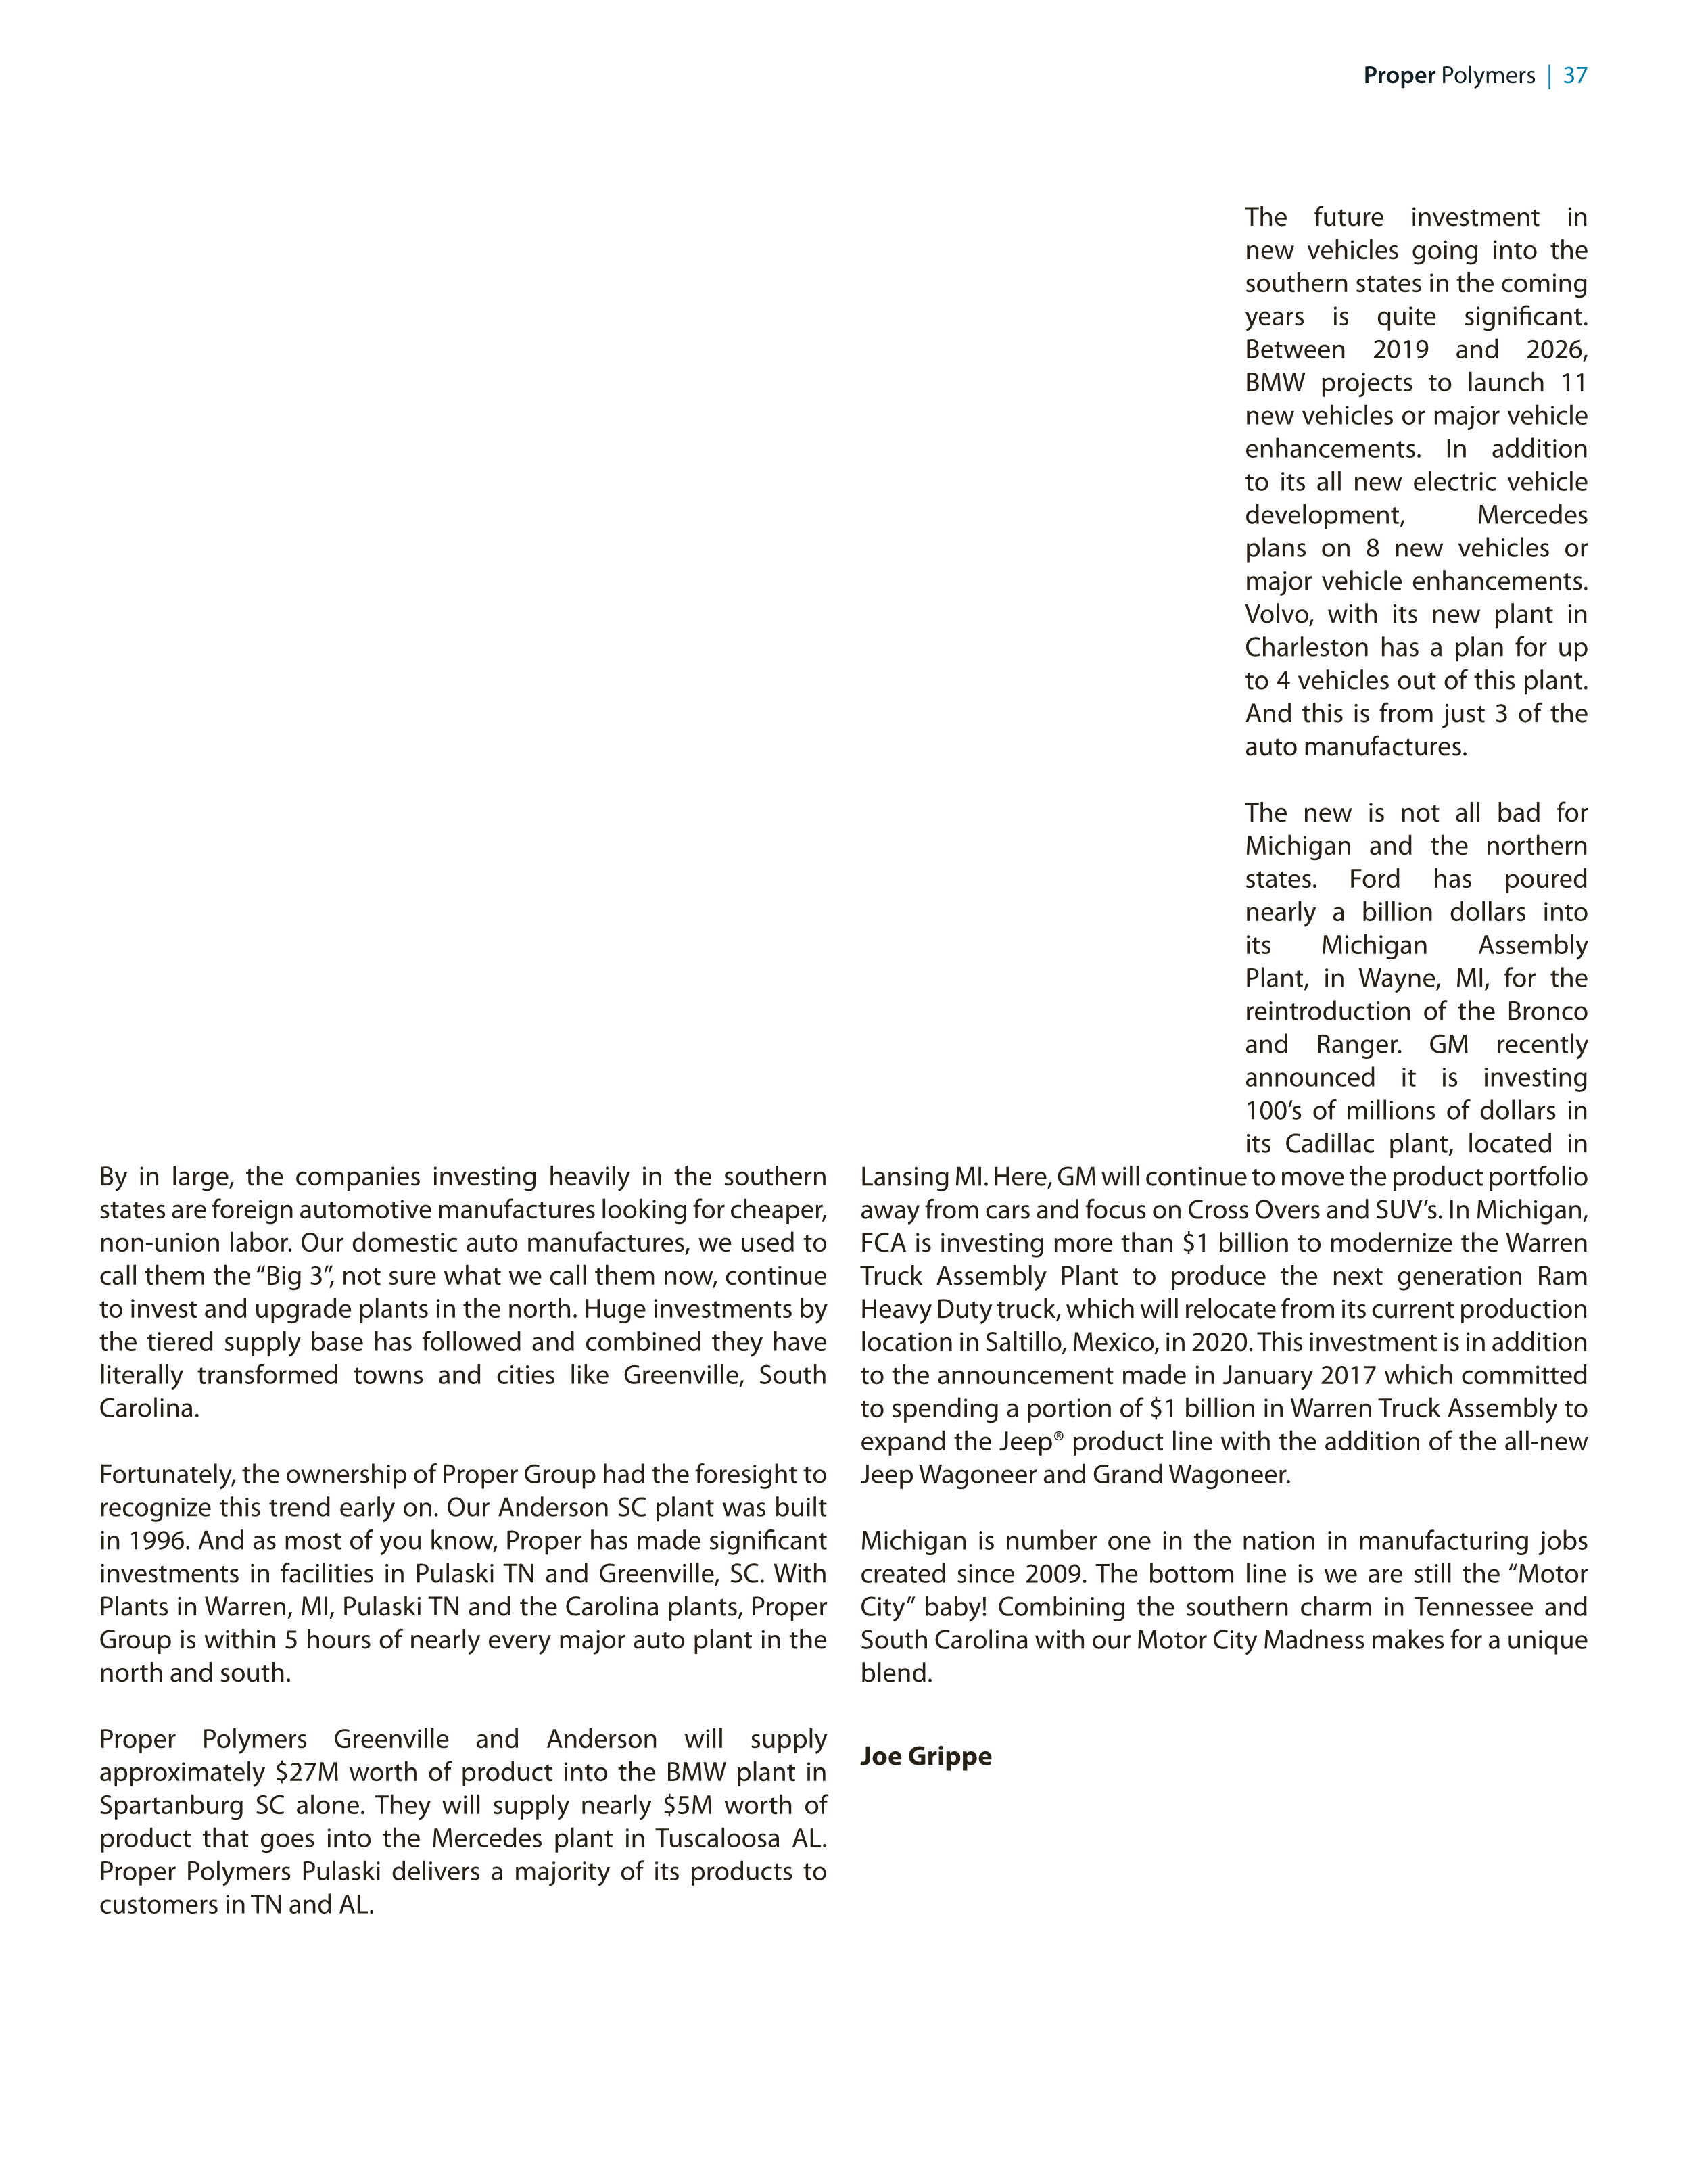 Proper Polymers | 37
By in large, the companies investing heavily in the southern
states are foreign automotive manufactures looking for cheaper,
non-union labor. Our domestic auto manufactures, we used to
call them the “Big 3”, not sure what we call them now, continue
to invest and upgrade plants in the north. Huge investments by
the tiered supply base has followed and combined they have
literally transformed towns and cities like Greenville, South
Carolina.
Fortunately, the ownership of Proper Group had the foresight to
recognize this trend early on. Our Anderson SC plant was built
in 1996. And as most of you know, Proper has made significant
investments in facilities in Pulaski TN and Greenville, SC. With
Plants in Warren, MI, Pulaski TN and the Carolina plants, Proper
Group is within 5 hours of nearly every major auto plant in the
north and south.
Proper Polymers Greenville and Anderson will supply
approximately $27M worth of product into the BMW plant in
Spartanburg SC alone. They will supply nearly $5M worth of
product that goes into the Mercedes plant in Tuscaloosa AL.
Proper Polymers Pulaski delivers a majority of its products to
customers in TN and AL.
The future investment in
new vehicles going into the
southern states in the coming
years is quite significant.
Between 2019 and 2026,
BMW projects to launch 11
new vehicles or major vehicle
enhancements. In addition
to its all new electric vehicle
development, Mercedes
plans on 8 new vehicles or
major vehicle enhancements.
Volvo, with its new plant in
Charleston has a plan for up
to 4 vehicles out of this plant.
And this is from just 3 of the
auto manufactures.
The new is not all bad for
Michigan and the northern
states. Ford has poured
nearly a billion dollars into
its Michigan Assembly
Plant, in Wayne, MI, for the
reintroduction of the Bronco
and Ranger. GM recently
announced it is investing
100’s of millions of dollars in
its Cadillac plant, located in
Lansing MI. Here, GM will continue to move the product portfolio
away from cars and focus on Cross Overs and SUV’s. In Michigan,
FCA is investing more than $1 billion to modernize the Warren
Truck Assembly Plant to produce the next generation Ram
Heavy Duty truck, which will relocate from its current production
location in Saltillo, Mexico, in 2020. This investment is in addition
to the announcement made in January 2017 which committed
to spending a portion of $1 billion in Warren Truck Assembly to
expand the Jeep® product line with the addition of the all-new
Jeep Wagoneer and Grand Wagoneer.
Michigan is number one in the nation in manufacturing jobs
created since 2009. The bottom line is we are still the “Motor
City” baby! Combining the southern charm in Tennessee and
South Carolina with our Motor City Madness makes for a unique
blend.
Joe Grippe